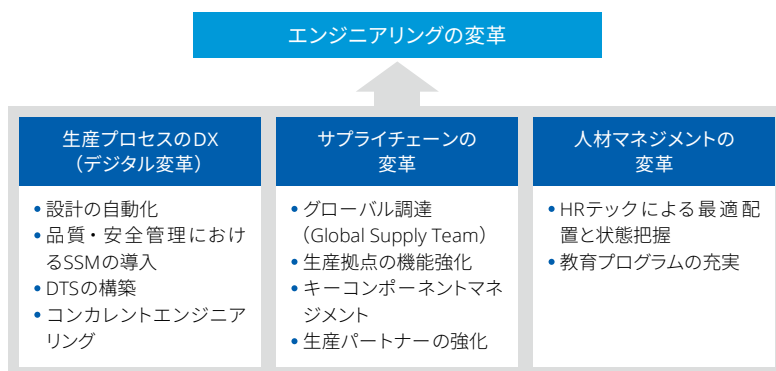 エンジニアリングの変革
生産プロセスのDX
（デジタル変革）
• 設計の自動化
• 品質・安全管理におけ
るSSMの導入
• DTSの構築
• コンカレントエンジニア
リング
サプライチェーンの
変革
• グローバル調達
（Global Supply Team）
• 生産拠点の機能強化
• キーコンポーネントマネ
ジメント
• 生産パートナーの強化
人材マネジメントの
変革
• HRテックによる最適配
置と状態把握
• 教育プログラムの充実